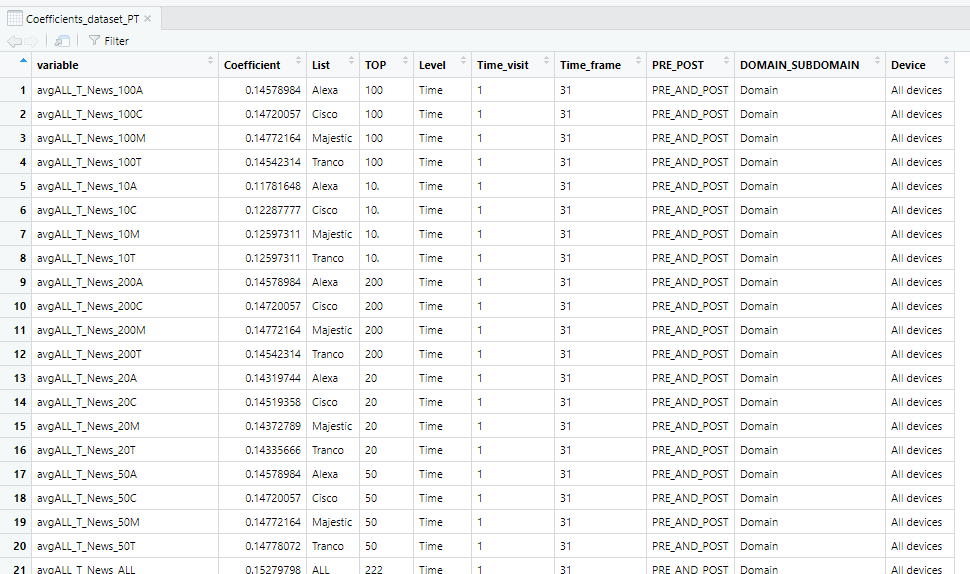 Coefficients_dataset_PT
Filter
variable Coefficient List TOP Level Time_visit Time_frame PRE_POST DOMAIN_SUBDOMAIN Device
1 avgALL_T_News_100A 0.14578984 Alexa 100 Time 1 31 PRE_AND_POST Domain All devices
2 avgALL_T_News_100C 0.14720057 Cisco 100 Time 1 31 PRE_AND_POST Domain All devices
3 avgALL_T_News_100M 0.14772164 Majestic 100 Time 1 31 PRE_AND_POST Domain All devices
4 avgALL_T_News_100T 0.14542314 Tranco 100 Time 1 31 PRE_AND_POST Domain All devices
5 avgALL_T_News_10A 0.11781648 Alexa 10. Time 1 31 PRE_AND_POST Domain All devices
6 avgALL_T_News_10C 0.12287777 Cisco 10. Time 1 31 PRE_AND_POST Domain All devices
7 avgALL_T_News_10M 0.12597311 Majestic 10. Time 1 31 PRE_AND_POST Domain All devices
8 avgALL_T_News_10T 0.12597311 Tranco 10. Time 1 31 PRE_AND_POST Domain All devices
9 avgALL_T_News_200A 0.14578984 Alexa 200 Time 1 31 PRE_AND_POST Domain All devices
10 avgALL_T_News_200C 0.14720057 Cisco 200 Time 1 31 PRE_AND_POST Domain All devices
11 avgALL_T_News_200M 0.14772164 Majestic 200 Time 1 31 PRE_AND_POST Domain All devices
12 avgALL_T_News_200T 0.14542314 Tranco 200 Time 1 31 PRE_AND_POST Domain All devices
13 avgALL_T_News_20A 0.14319744 Alexa 20 Time 1 31 PRE_AND_POST Domain All devices
14 avgALL_T_News_20C 0.14519358 Cisco 20 Time 1 31 PRE_AND_POST Domain All devices
15 avgALL_T_News_20M 0.14372789 Majestic 20 Time 1 31 PRE_AND_POST Domain All devices
16 avgALL_T_News_20T 0.14335666 Tranco 20 Time 1 31 PRE_AND_POST Domain All devices
17 avgALL_T_News_50A 0.14578984 Alexa 50 Time 1 31 PRE_AND_POST Domain All devices
18 avgALL_T_News_50C 0.14720057 Cisco 50 Time 1 31 PRE_AND_POST Domain All devices
19 avgALL_T_News_50M 0.14772164 Majestic 50 Time 1 31 PRE_AND_POST Domain All devices
20 avgALL_T_News_50T 0.14778072 Tranco 50 Time 1 31 PRE_AND_POST Domain All devices
21 avgALL_T_News_ALL 0.15279798 ALL 222 Time 1 31 PRE_AND_POST Domain All devices